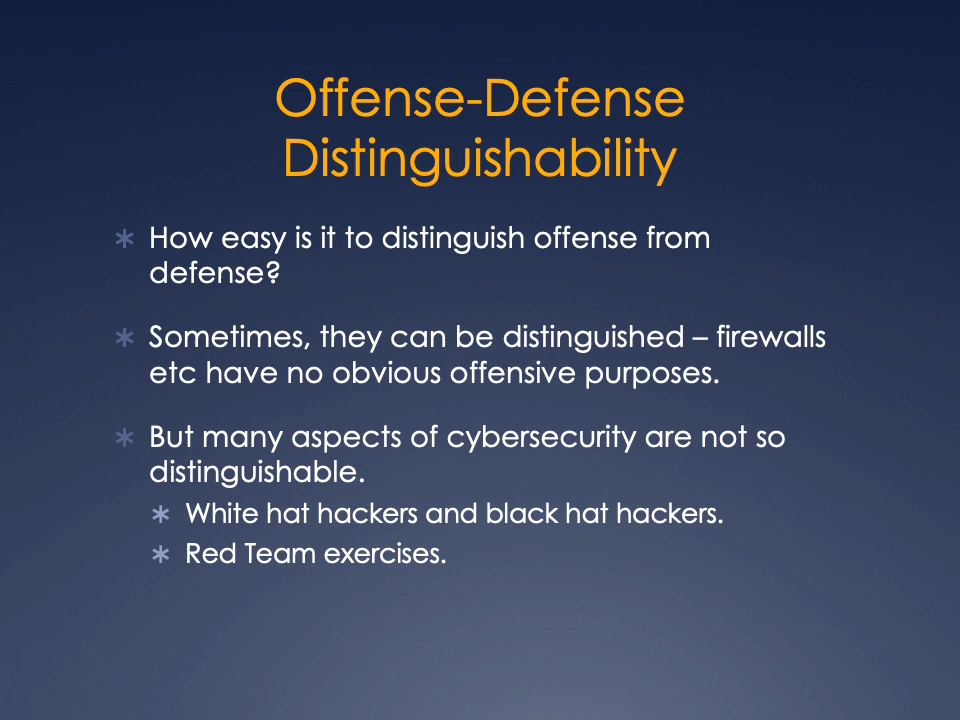 Offense-Defense
Distinguishability
* How easy is it to distinguish offense from
defense?
* Sometimes, they can be distinguished – firewalls
etc have no obvious offensive purposes.
* But many aspects of cybersecurity are not so
distinguishable.
* White hat hackers and black hat hackers.
* Red Team exercises.